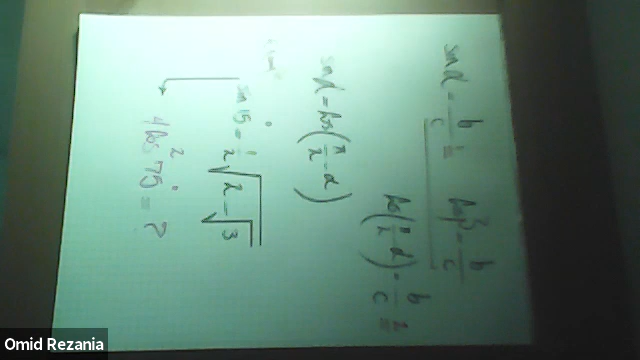 sin α = b/c = cos β = b/c
cos(π/2 - α) = b/c =
sin α = cos(π/2 - α)
sin 15° = 1/2 √(2 - √3)
4 cos² 75° = ?
Omid Rezania